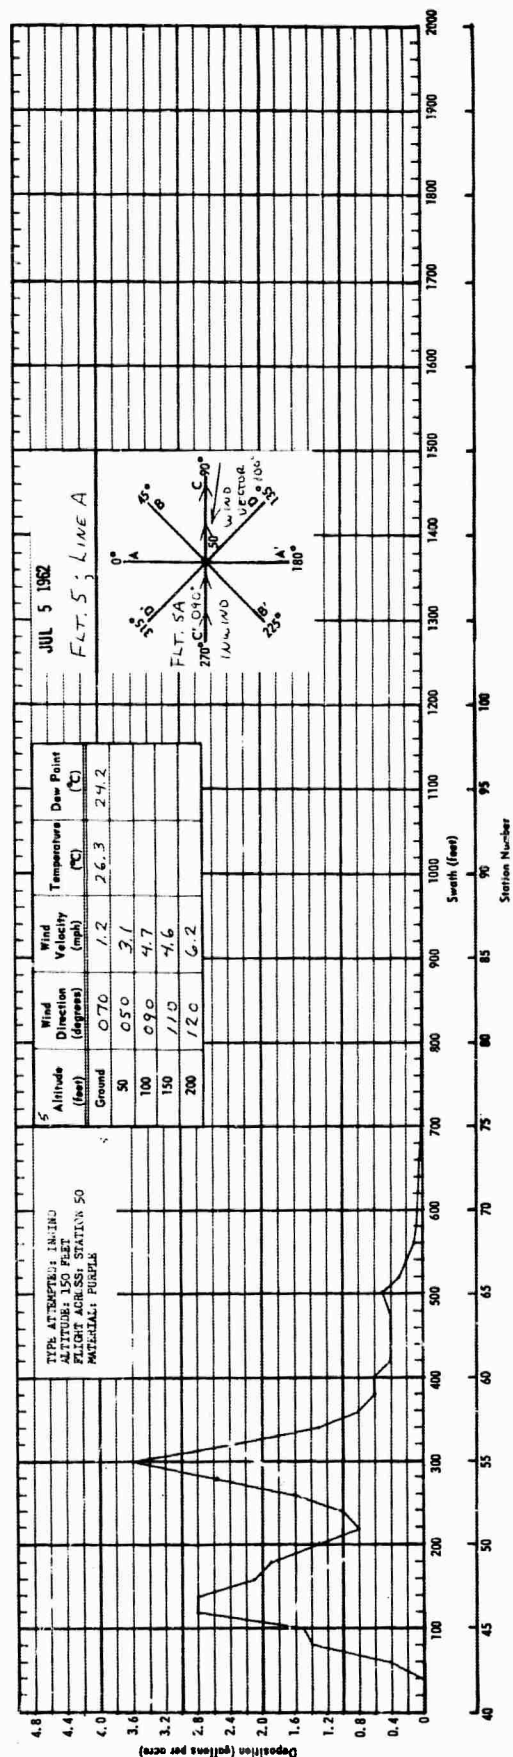 TYPE ATTEMPTED: INWIND
ALTITUDE: 150 FEET
FLIGHT ACROSS: STATION 50
MATERIAL: PURPLE
5
Altitude (feet) Wind Direction (degrees) Wind Velocity (mph) Temperature (°C) Dew Point (°C)
Ground 070 1.2 26.3 24.2
50 050 3.1
100 090 4.7
150 110 4.6
200 120 6.2
JUL 5 1962
FLT. 5 ; LINE A
0°
A
45°
B
315°
D'
FLT. 5A
270° C' 090° C 90°
INWIND
50
WIND VECTOR
100°
D
135°
B'
225°
A'
180°
Deposition (gallons per acre)
4.8
4.4
4.0
3.6
3.2
2.8
2.4
2.0
1.6
1.2
0.8
0.4
0
100 200 300 400 500 600 700 800 900 1000 1100 1200 1300 1400 1500 1600 1700 1800 1900 2000
Swath (feet)
40 45 50 55 60 65 70 75 80 85 90 95 100
Station Number